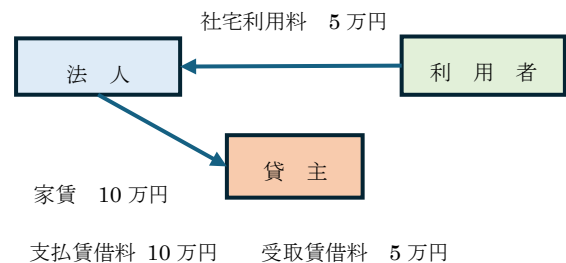 社宅利用料　5万円
法　人
利　用　者
貸　主
家賃　10万円
支払賃借料 10万円　　受取賃借料　5万円